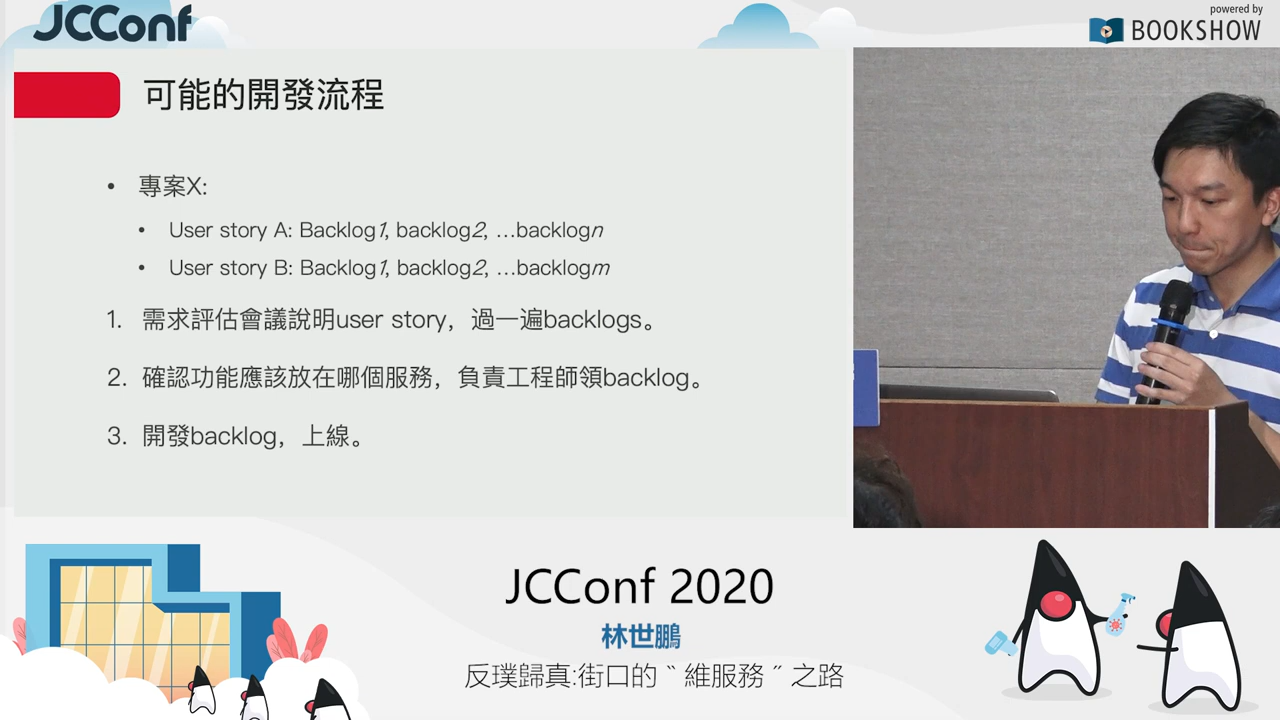 JCConf
powered by
BOOKSHOW
可能的開發流程
• 專案X:
• User story A: Backlog1, backlog2, …backlogn
• User story B: Backlog1, backlog2, …backlogm
1. 需求評估會議說明user story，過一遍backlogs。
2. 確認功能應該放在哪個服務，負責工程師領backlog。
3. 開發backlog，上線。
JCConf 2020
林世鵬
反璞歸真:街口的〝維服務〞之路